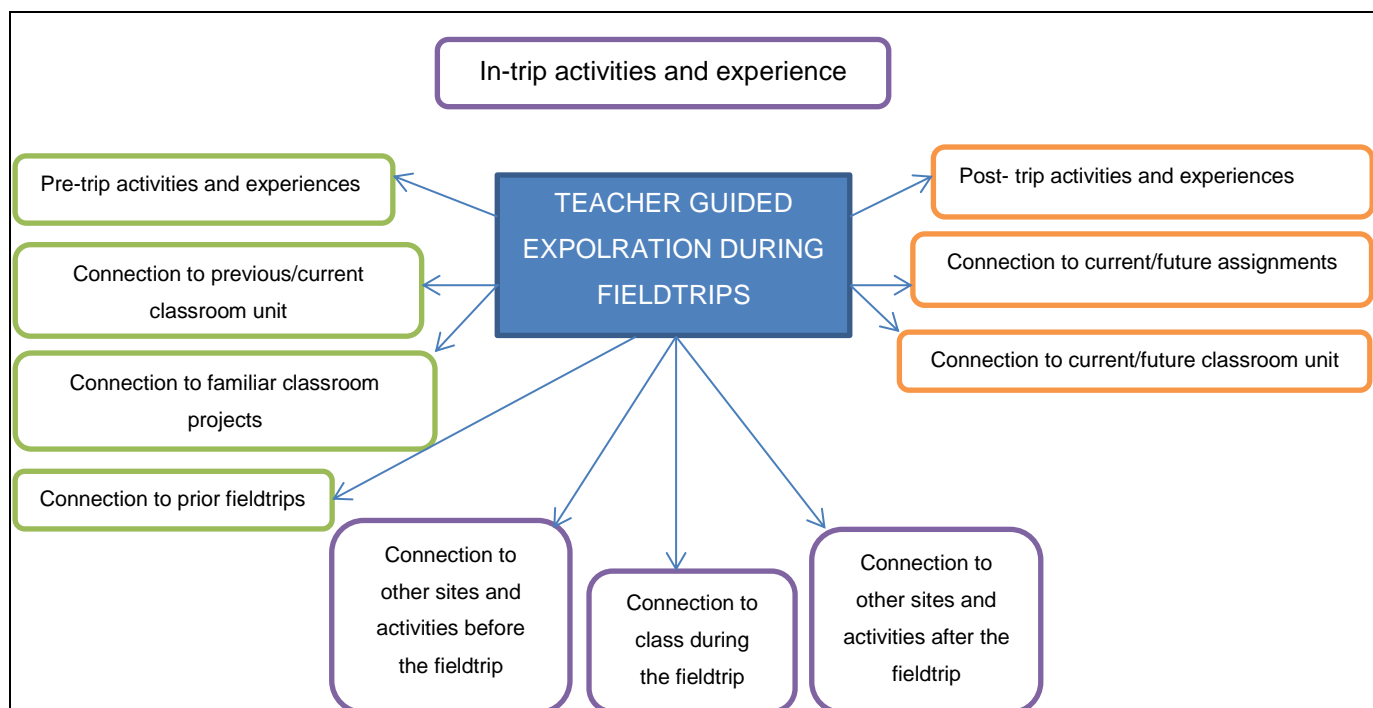 In-trip activities and experience
Pre-trip activities and experiences
Connection to previous/current
classroom unit
Connection to familiar classroom
projects
Connection to prior fieldtrips
TEACHER GUIDED
EXPOLRATION DURING
FIELDTRIPS
Post- trip activities and experiences
Connection to current/future assignments
Connection to current/future classroom unit
Connection to
other sites and
activities before
the fieldtrip
Connection to
class during
the fieldtrip
Connection to
other sites and
activities after the
fieldtrip